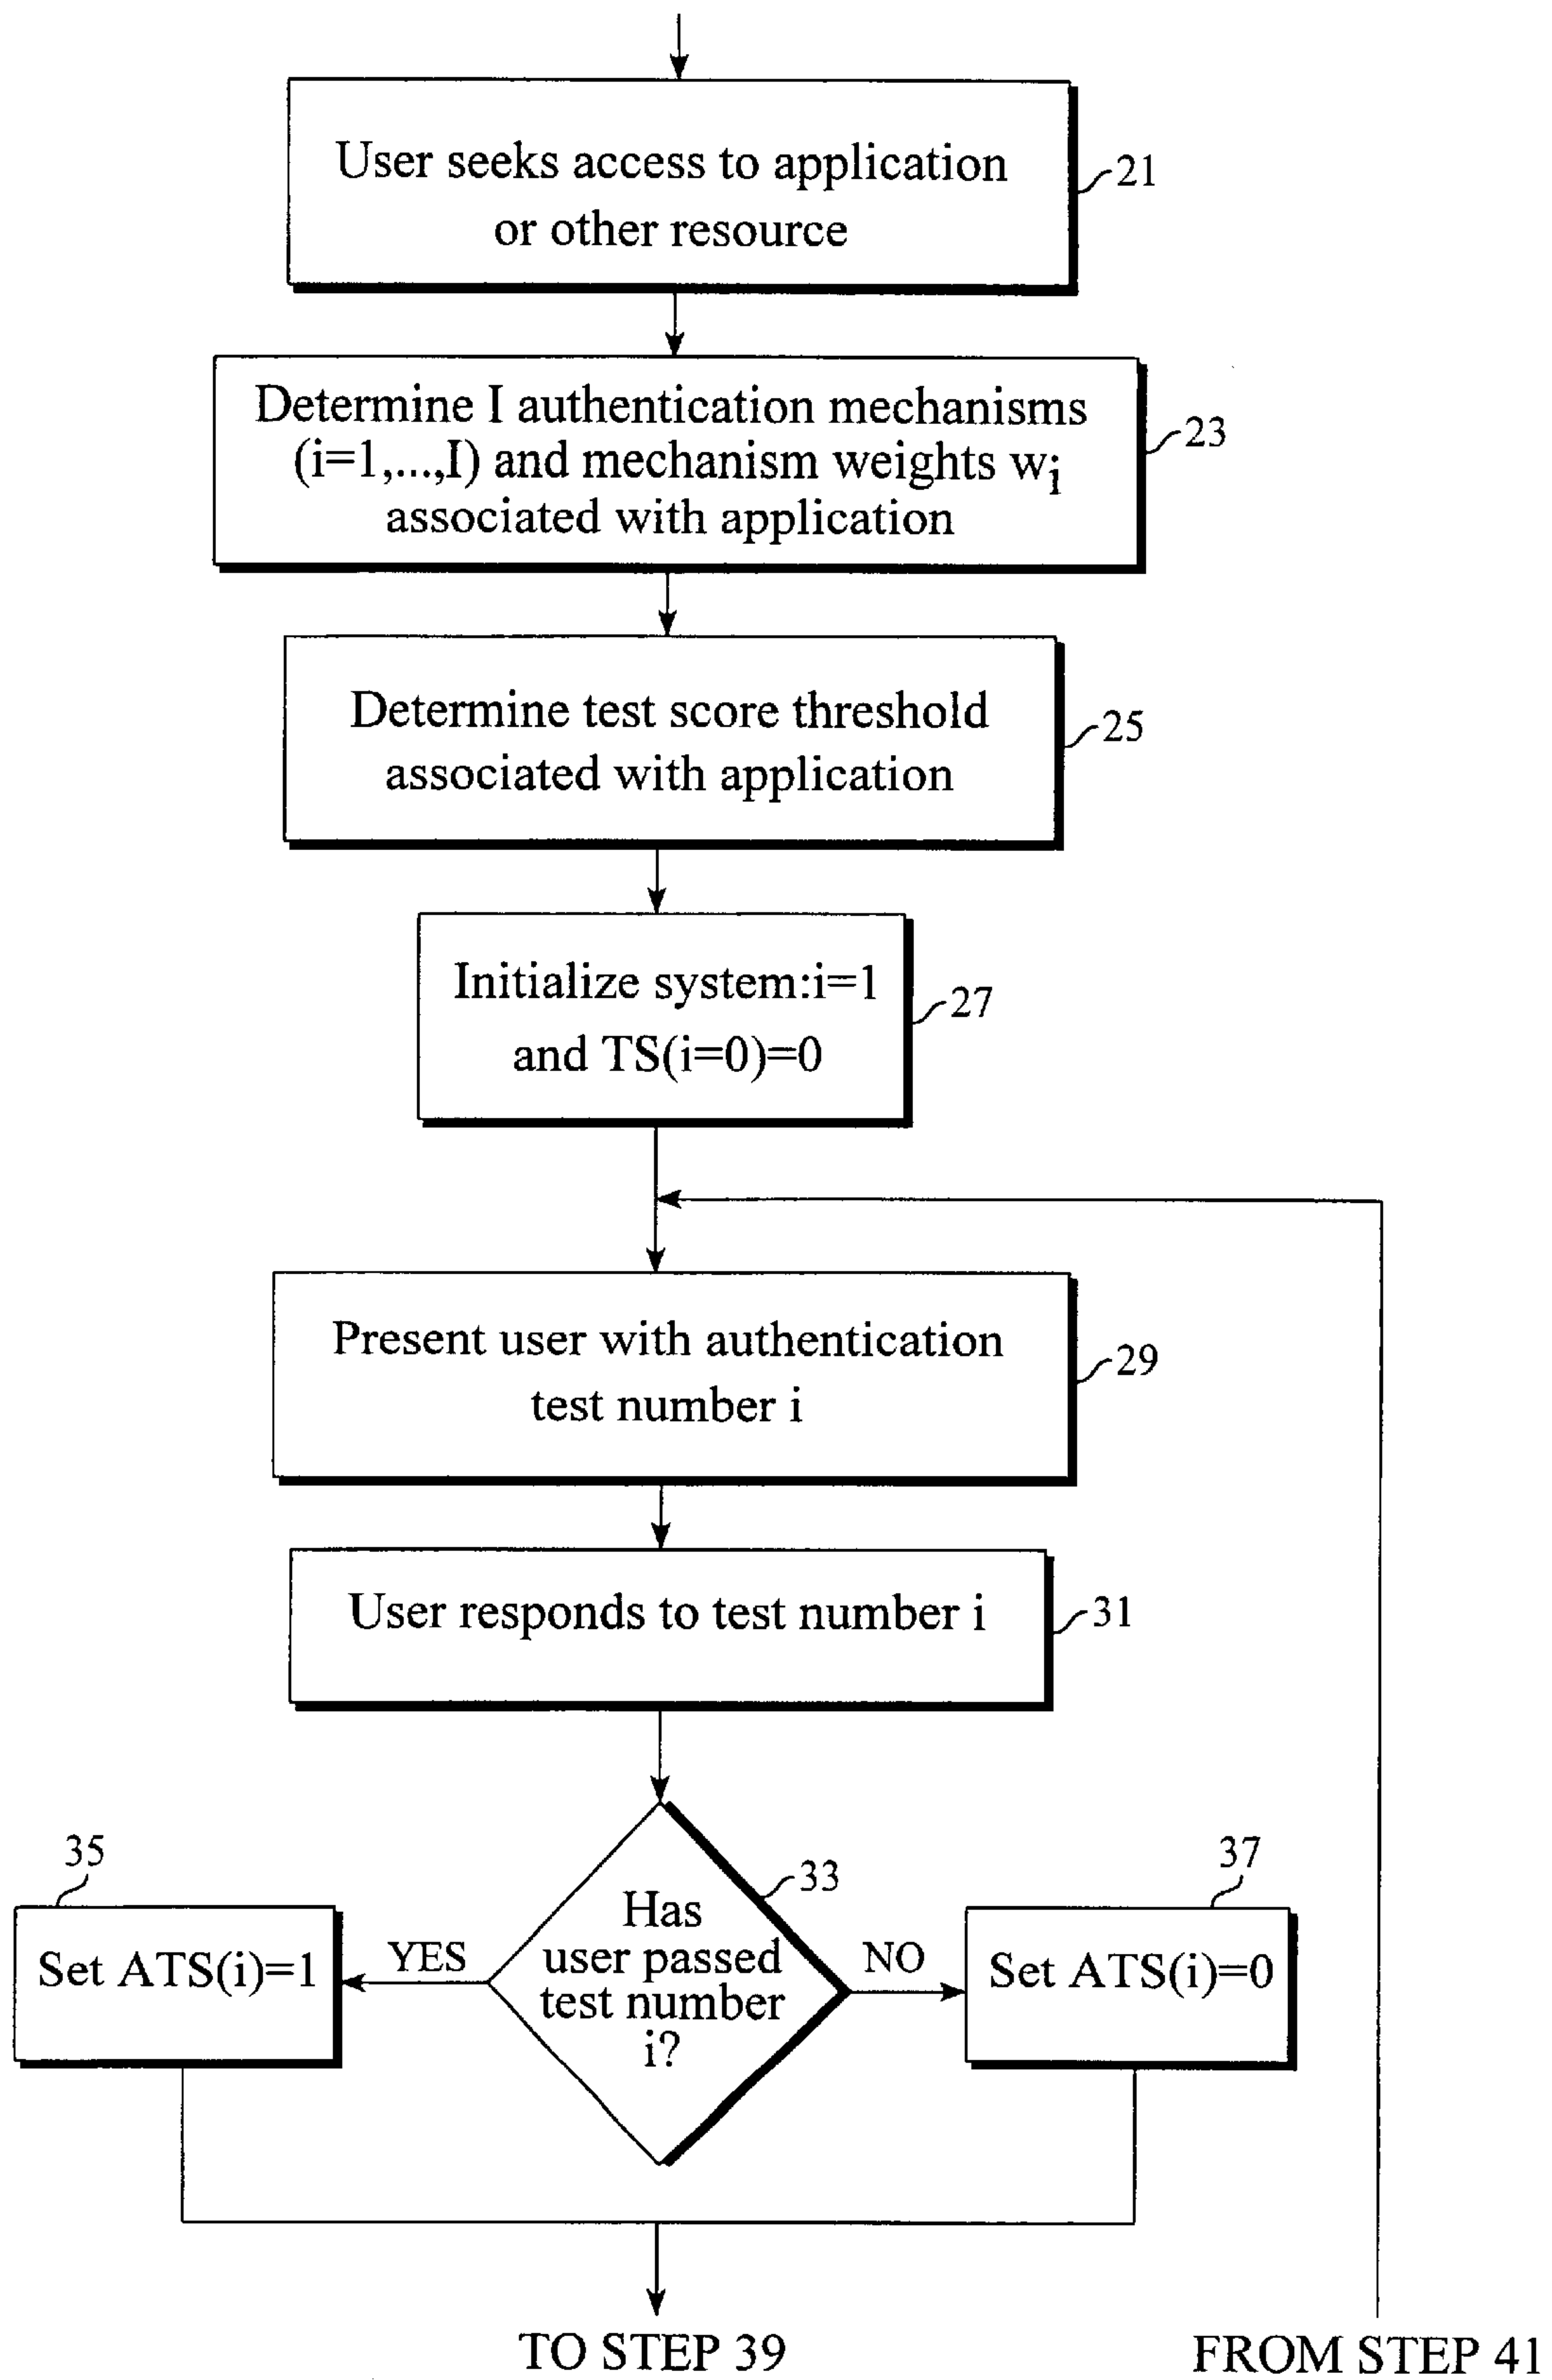 User seeks access to application
or other resource
21
Determine I authentication mechanisms
(i=1,...,I) and mechanism weights wi
associated with application
23
Determine test score threshold
associated with application
25
Initialize system:i=1
and TS(i=0)=0
27
Present user with authentication
test number i
29
User responds to test number i
31
35
33
37
Has
user passed
test number
i?
YES
NO
Set ATS(i)=1
Set ATS(i)=0
TO STEP 39
FROM STEP 41